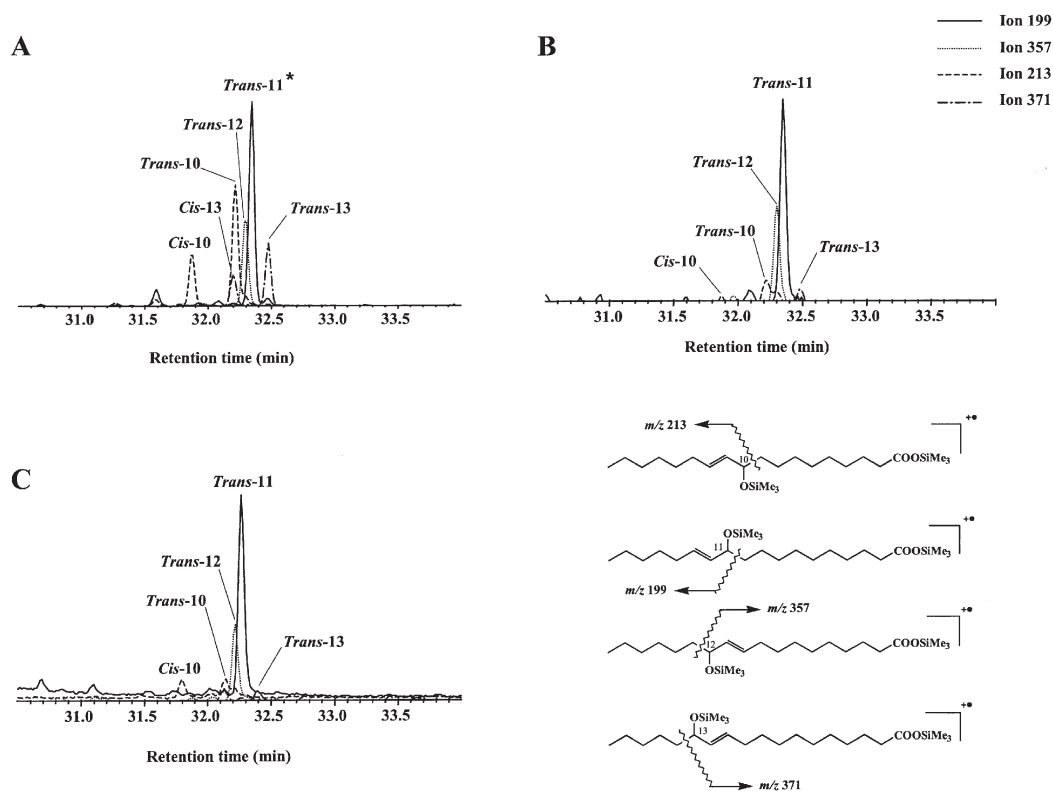 Ion 199
Ion 357
Ion 213
Ion 371
A
Trans-11*
Trans-12
Trans-10
Cis-13
Trans-13
Cis-10
31.0 31.5 32.0 32.5 33.0 33.5
Retention time (min)
B
Trans-11
Trans-12
Trans-10
Trans-13
Cis-10
31.0 31.5 32.0 32.5 33.0 33.5
Retention time (min)
C
Trans-11
Trans-12
Trans-10
Trans-13
Cis-10
31.0 31.5 32.0 32.5 33.0 33.5
Retention time (min)
m/z 213
+•
10
COOSiMe3
OSiMe3
+•
OSiMe3
11
COOSiMe3
m/z 199
m/z 357
+•
12
COOSiMe3
OSiMe3
+•
OSiMe3
13
COOSiMe3
m/z 371